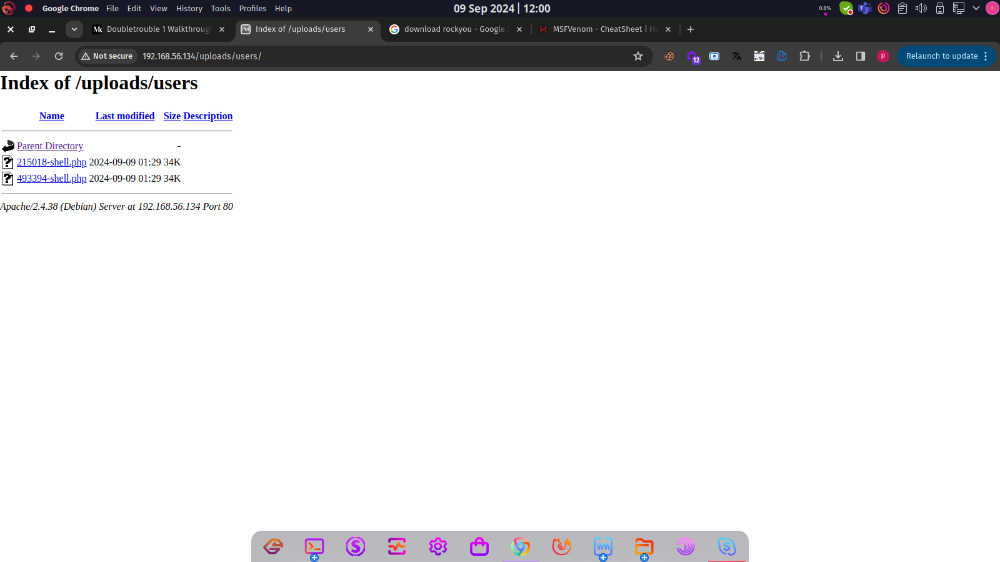 Google Chrome File Edit View History Tools Profiles Help 09 Sep 2024 | 12:00 0.8%
Doubletrouble 1 Walkthroug Index of /uploads/users download rockyou - Google MSFVenom - CheatSheet | H
Not secure 192.168.56.134/uploads/users/ 12 P Relaunch to update
Index of /uploads/users
Name Last modified Size Description
Parent Directory -
215018-shell.php 2024-09-09 01:29 34K
493394-shell.php 2024-09-09 01:29 34K
Apache/2.4.38 (Debian) Server at 192.168.56.134 Port 80